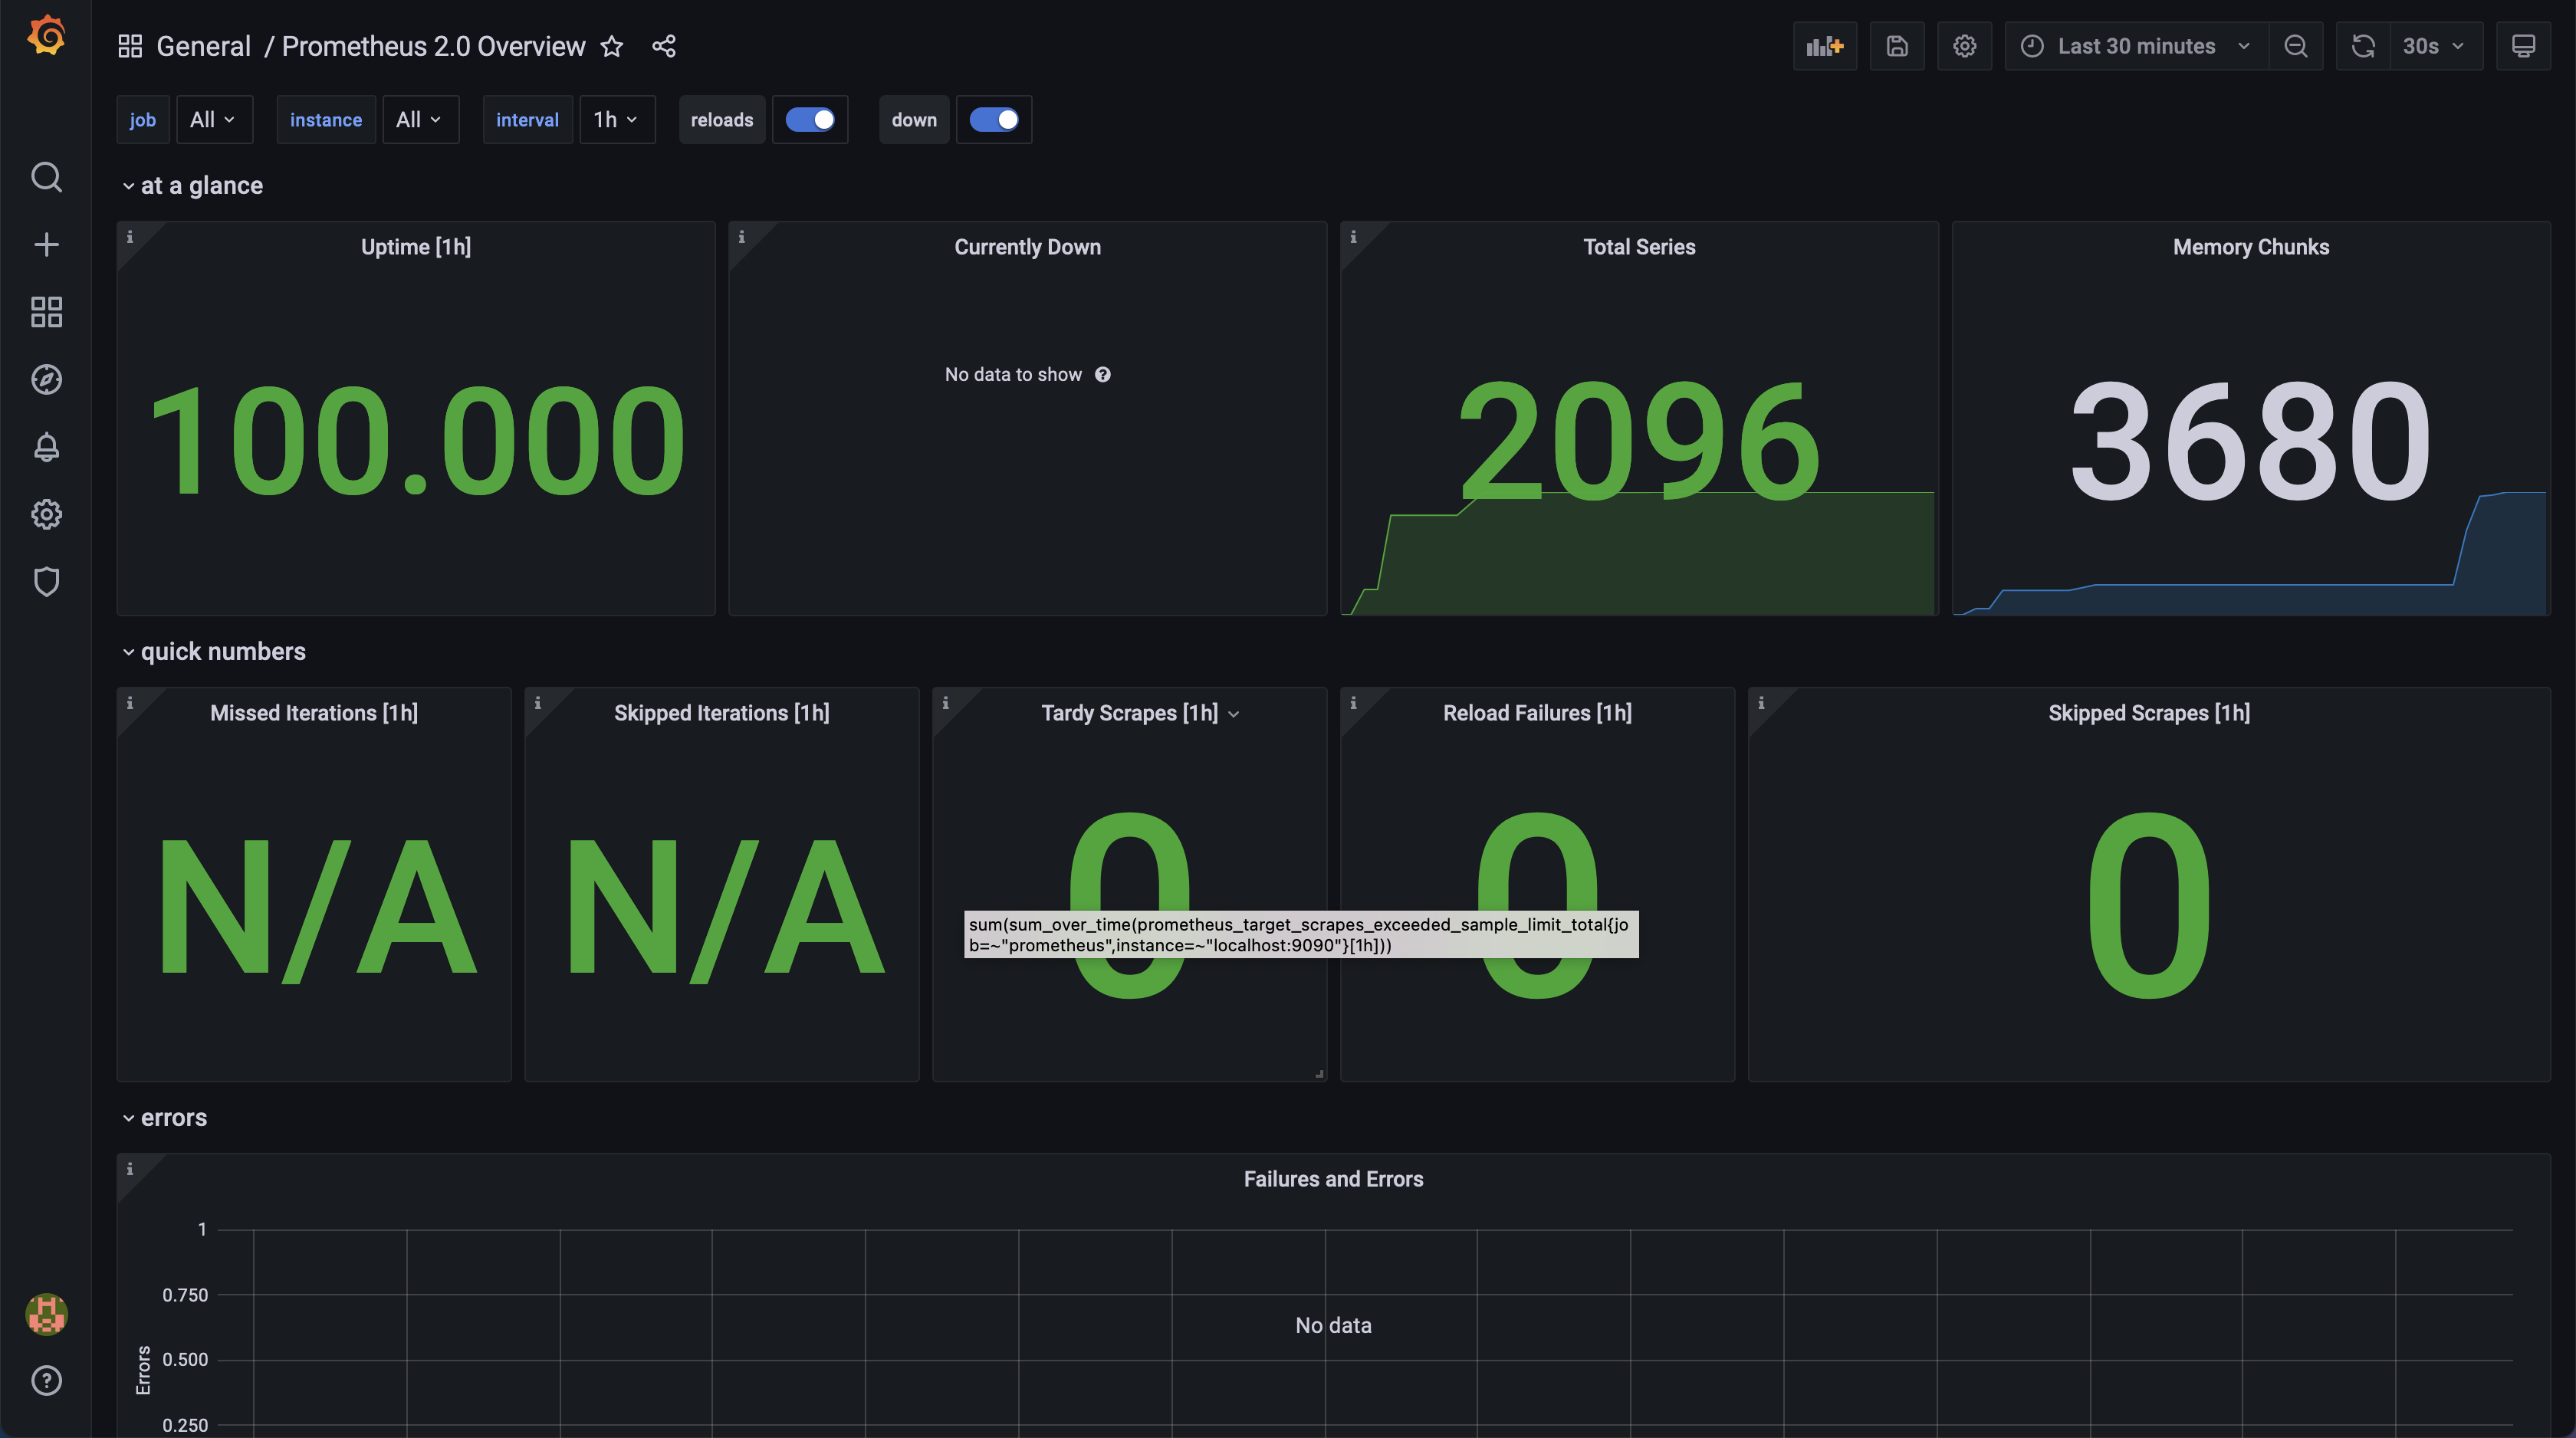 General / Prometheus 2.0 Overview
Last 30 minutes
30s
job All instance All interval 1h reloads down
at a glance
i Uptime [1h]
100.000
i Currently Down
No data to show ?
i Total Series
2096
Memory Chunks
3680
quick numbers
i Missed Iterations [1h]
N/A
i Skipped Iterations [1h]
N/A
i Tardy Scrapes [1h]
0
i Reload Failures [1h]
0
sum(sum_over_time(prometheus_target_scrapes_exceeded_sample_limit_total{jo
b=~"prometheus",instance=~"localhost:9090"}[1h]))
i Skipped Scrapes [1h]
0
errors
i Failures and Errors
1
0.750
No data
0.500
Errors
0.250
?